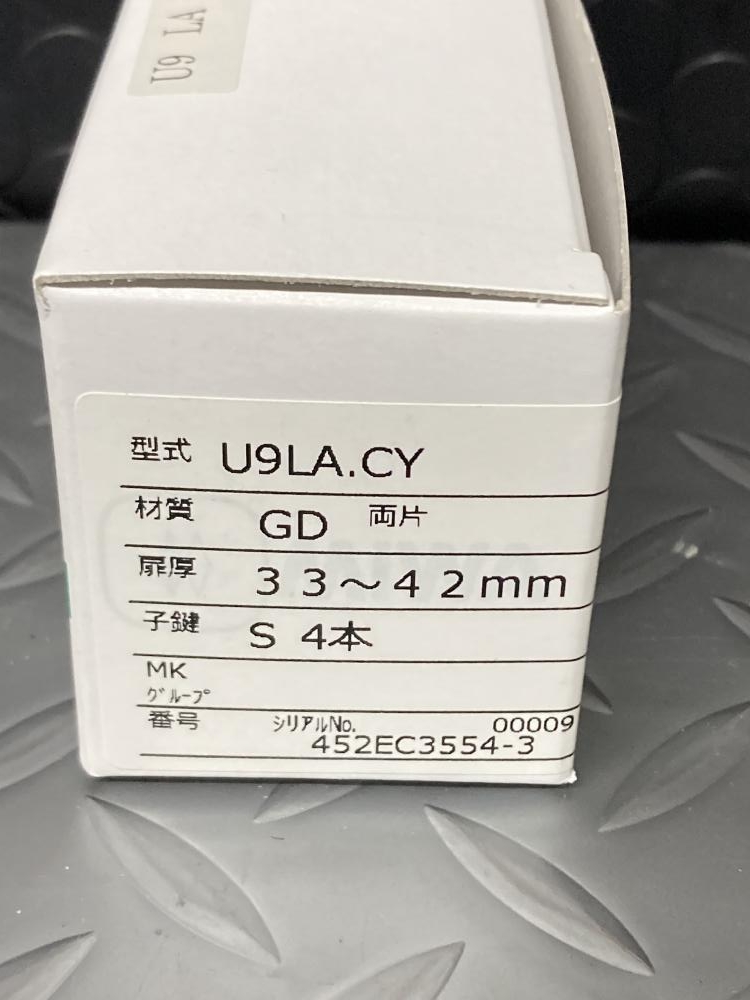 U9 LA
型式 U9LA.CY
材質 GD 両片
扉厚 33～42mm
子鍵 S 4本
MK
ｸﾞﾙｰﾌﾟ
番号 ｼﾘｱﾙNo. 00009
452EC3554-3